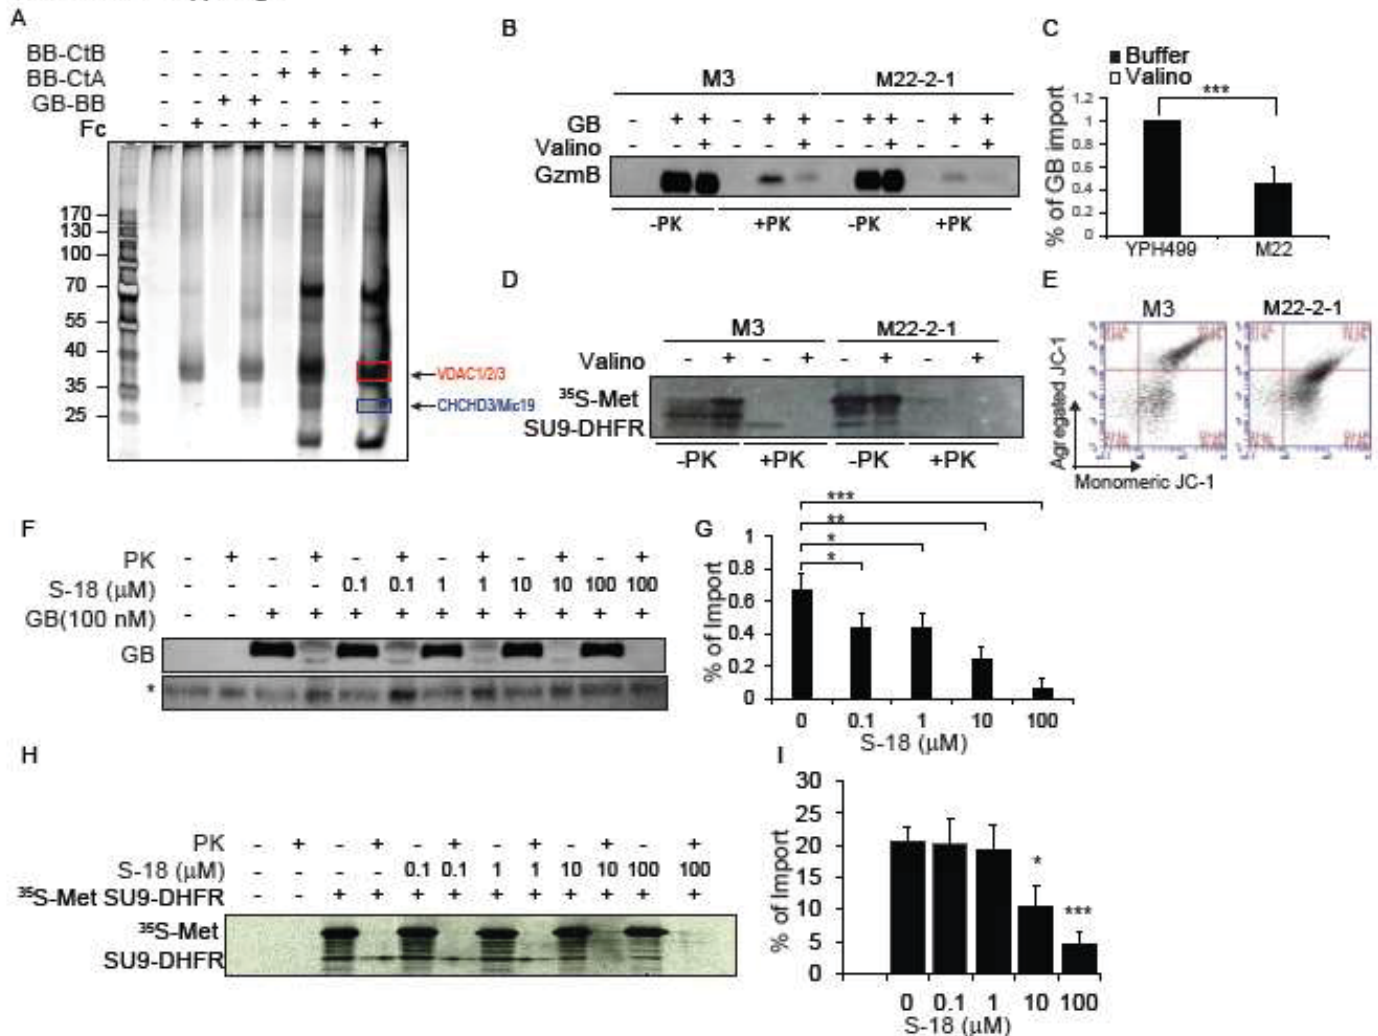 A
BB-CtB - - - - - - + +
BB-CtA - - - - + + - -
GB-BB - - + + - - - -
Fc - + - + - + - +
170
130
100
70
55
40
35
25
VDAC1/2/3
CHCHD3/Mic19
B
M3 M22-2-1
GB - + + - + + - + + - + +
Valino - - + - - + - - + - - +
GzmB
-PK +PK -PK +PK
C
Buffer
Valino
***
% of GB import
1.2
1
0.8
0.6
0.4
0.2
0
YPH499 M22
D
M3 M22-2-1
Valino - + - + - + - +
³⁵S-Met
SU9-DHFR
-PK +PK -PK +PK
E
M3 M22-2-1
Agregated JC-1
Monomeric JC-1
F
PK - + - + - + - + - + - +
S-18 (µM) - - - - 0.1 0.1 1 1 10 10 100 100
GB(100 nM) - - + + + + + + + + + +
GB
*
G
***
**
*
*
% of Import
1
0.8
0.6
0.4
0.2
0
0 0.1 1 10 100
S-18 (µM)
H
PK - + - + - + - + - + - +
S-18 (µM) - - - - 0.1 0.1 1 1 10 10 100 100
³⁵S-Met SU9-DHFR - - + + + + + + + + + +
³⁵S-Met
SU9-DHFR
I
% of Import
30
25
20
15
10
5
0
*
***
0 0.1 1 10 100
S-18 (µM)